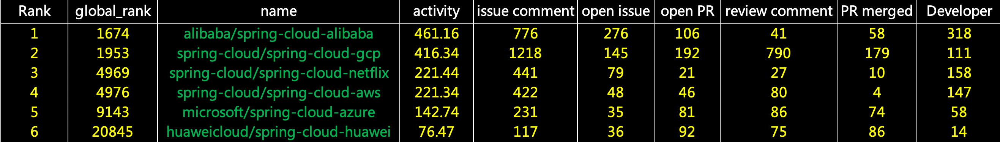 Rank global_rank name activity issue comment open issue open PR review comment PR merged Developer
1 1674 alibaba/spring-cloud-alibaba 461.16 776 276 106 41 58 318
2 1953 spring-cloud/spring-cloud-gcp 416.34 1218 145 192 790 179 111
3 4969 spring-cloud/spring-cloud-netflix 221.44 441 79 21 27 10 158
4 4976 spring-cloud/spring-cloud-aws 221.34 422 48 46 80 4 147
5 9143 microsoft/spring-cloud-azure 142.74 231 35 81 86 74 58
6 20845 huaweicloud/spring-cloud-huawei 76.47 117 36 92 75 86 14